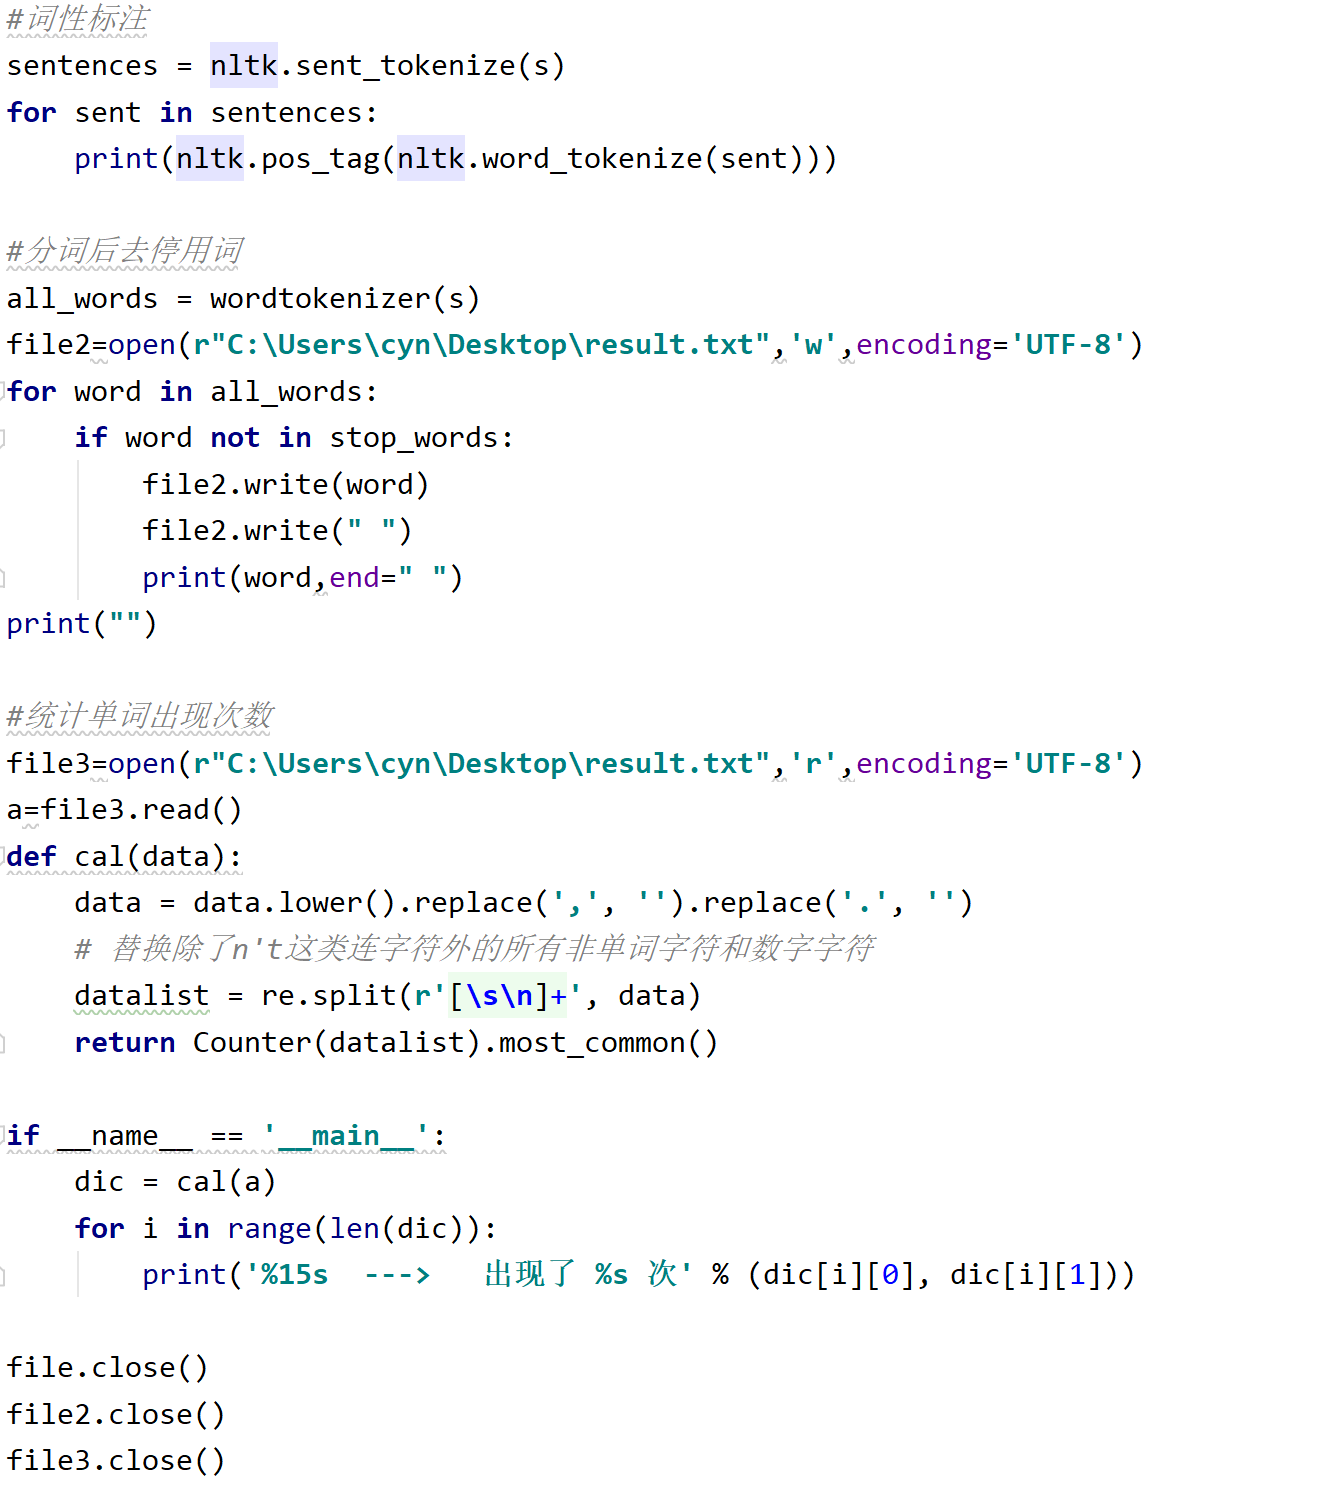 #词性标注
sentences = nltk.sent_tokenize(s)
for sent in sentences:
    print(nltk.pos_tag(nltk.word_tokenize(sent)))

#分词后去停用词
all_words = wordtokenizer(s)
file2=open(r"C:\Users\cyn\Desktop\result.txt",'w',encoding='UTF-8')
for word in all_words:
    if word not in stop_words:
        file2.write(word)
        file2.write(" ")
        print(word,end=" ")
print("")

#统计单词出现次数
file3=open(r"C:\Users\cyn\Desktop\result.txt",'r',encoding='UTF-8')
a=file3.read()
def cal(data):
    data = data.lower().replace(',', '').replace('.', '')
    # 替换除了n't这类连字符外的所有非单词字符和数字字符
    datalist = re.split(r'[\s\n]+', data)
    return Counter(datalist).most_common()

if __name__ == '__main__':
    dic = cal(a)
    for i in range(len(dic)):
        print('%15s  --->   出现了 %s 次' % (dic[i][0], dic[i][1]))

file.close()
file2.close()
file3.close()